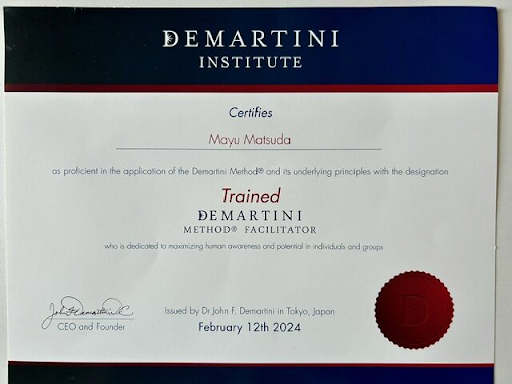 DEMARTINI
INSTITUTE
Certifies
Mayu Matsuda
as proficient in the application of the Demartini Method® and its underlying principles with the designation
Trained
DEMARTINI
METHOD® FACILITATOR
who is dedicated to maximizing human awareness and potential in individuals and groups
Issued by Dr John F. Demartini in Tokyo, Japan
CEO and Founder
February 12th 2024